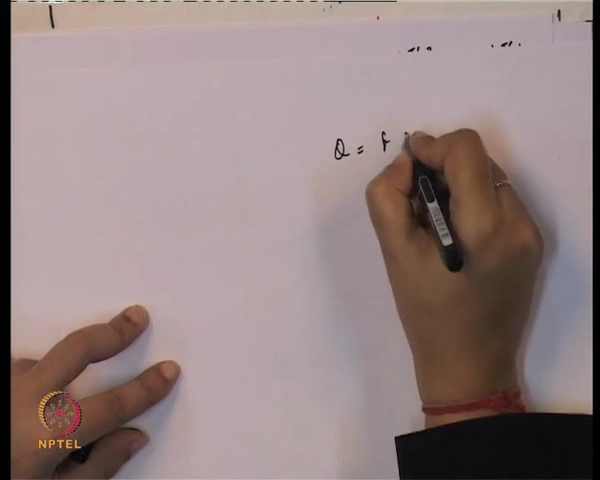 Q = f
NPTEL